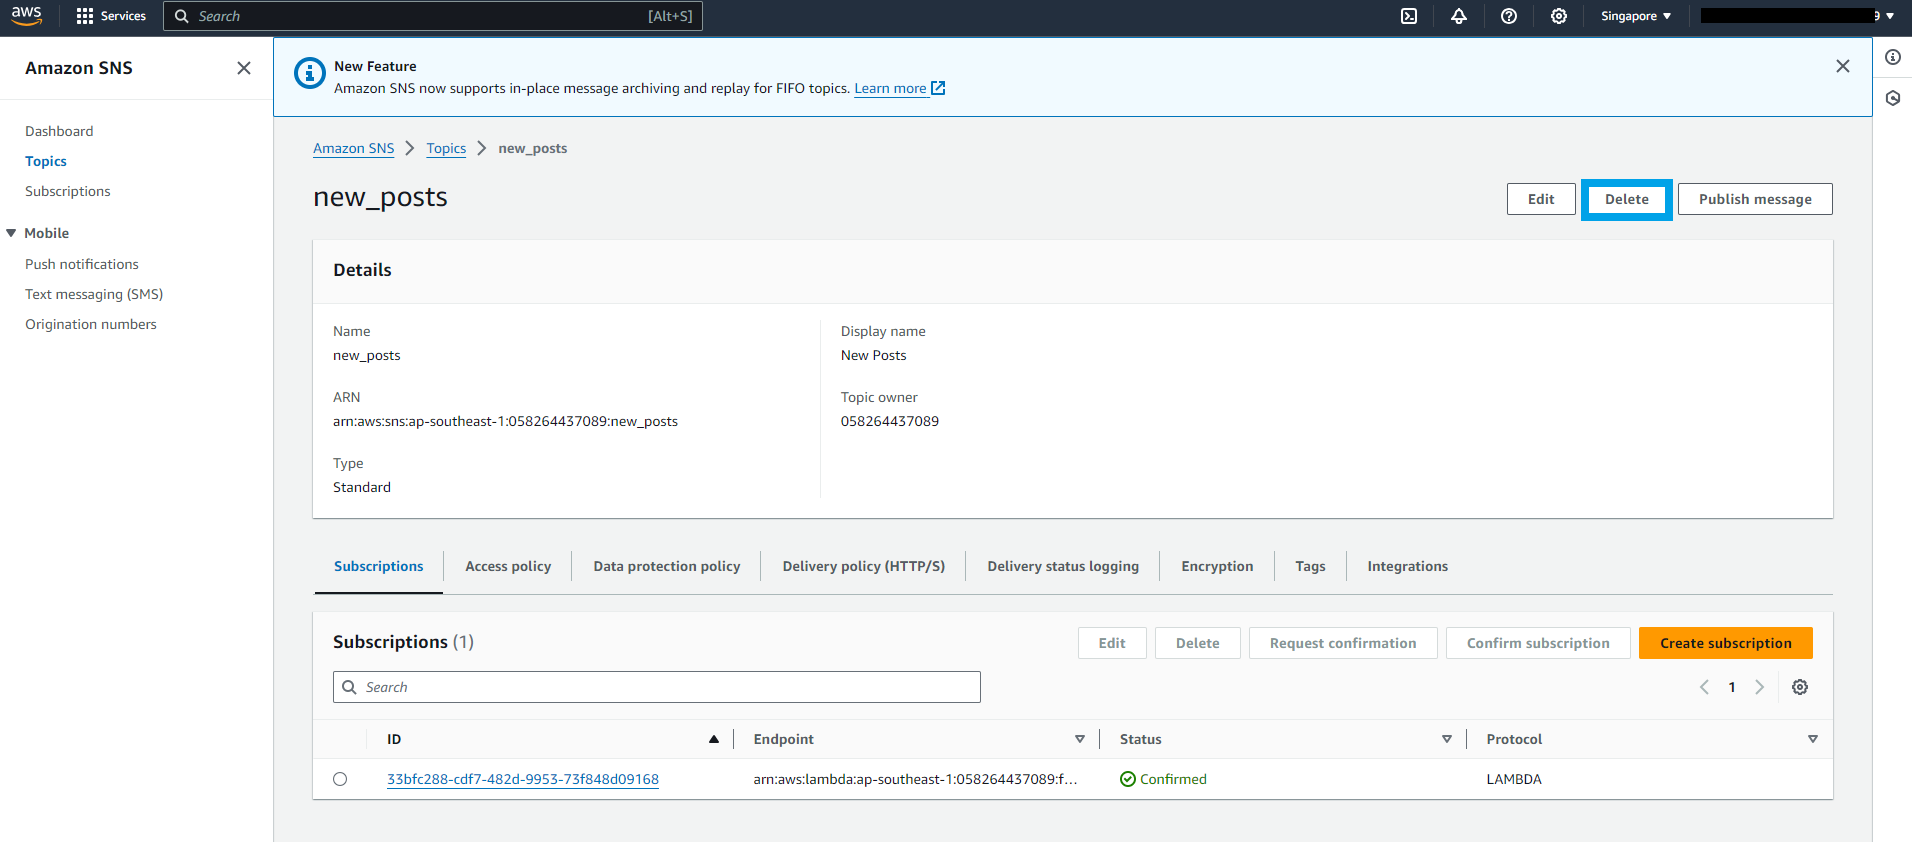 aws
Services
Search
[Alt+S]
Singapore
9
Amazon SNS
Dashboard
Topics
Subscriptions
Mobile
Push notifications
Text messaging (SMS)
Origination numbers
New Feature
Amazon SNS now supports in-place message archiving and replay for FIFO topics. Learn more
Amazon SNS > Topics > new_posts
new_posts
Edit
Delete
Publish message
Details
Name
new_posts
ARN
arn:aws:sns:ap-southeast-1:058264437089:new_posts
Type
Standard
Display name
New Posts
Topic owner
058264437089
Subscriptions
Access policy
Data protection policy
Delivery policy (HTTP/S)
Delivery status logging
Encryption
Tags
Integrations
Subscriptions (1)
Edit
Delete
Request confirmation
Confirm subscription
Create subscription
Search
1
ID
Endpoint
Status
Protocol
33bfc288-cdf7-482d-9953-73f848d09168
arn:aws:lambda:ap-southeast-1:058264437089:f...
Confirmed
LAMBDA